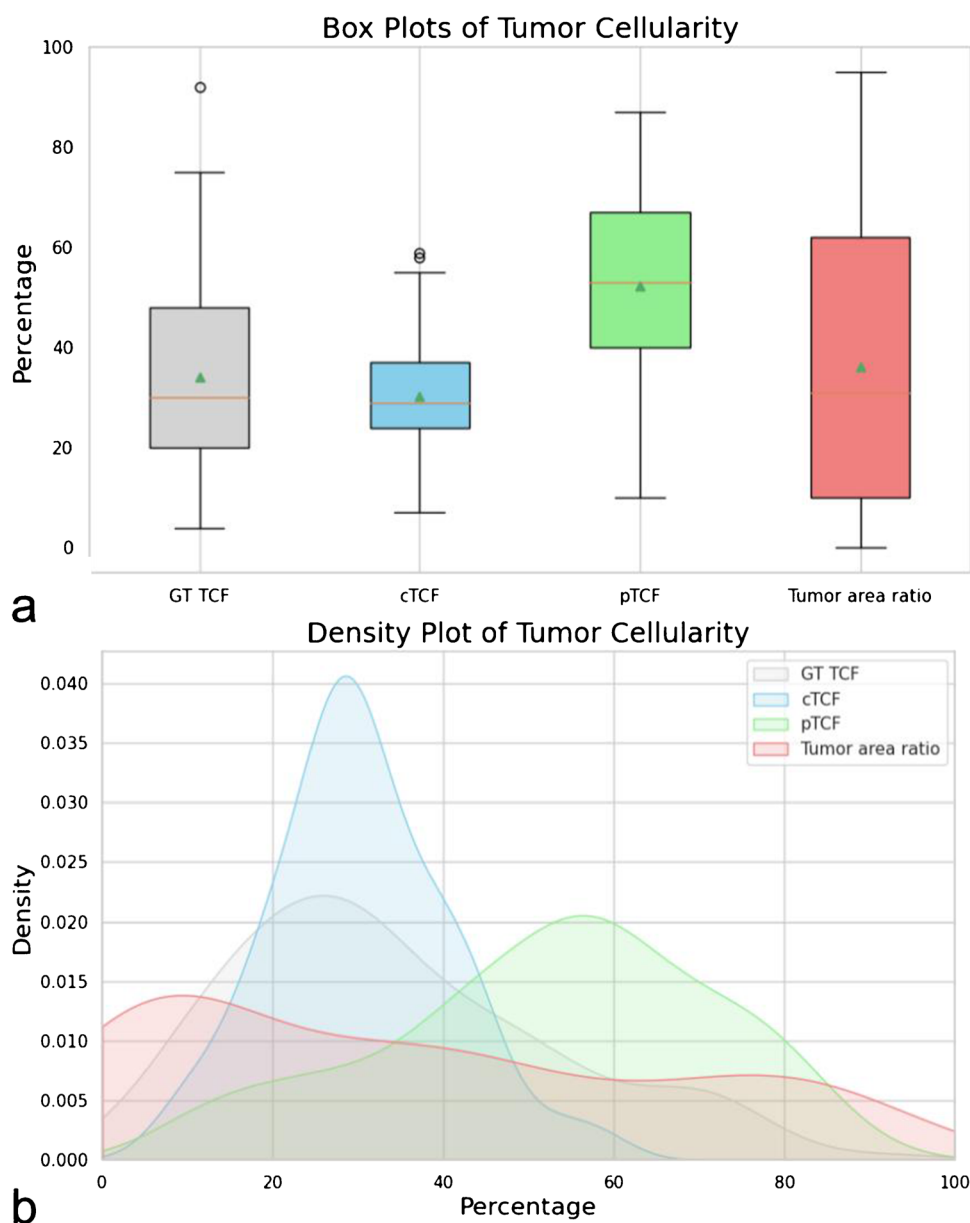 Box Plots of Tumor Cellularity
100
80
60
40
20
0
Percentage
GT TCF cTCF pTCF Tumor area ratio
a
Density Plot of Tumor Cellularity
GT TCF
cTCF
pTCF
Tumor area ratio
0.040
0.035
0.030
0.025
0.020
0.015
0.010
0.005
0.000
Density
0 20 40 60 80 100
Percentage
b